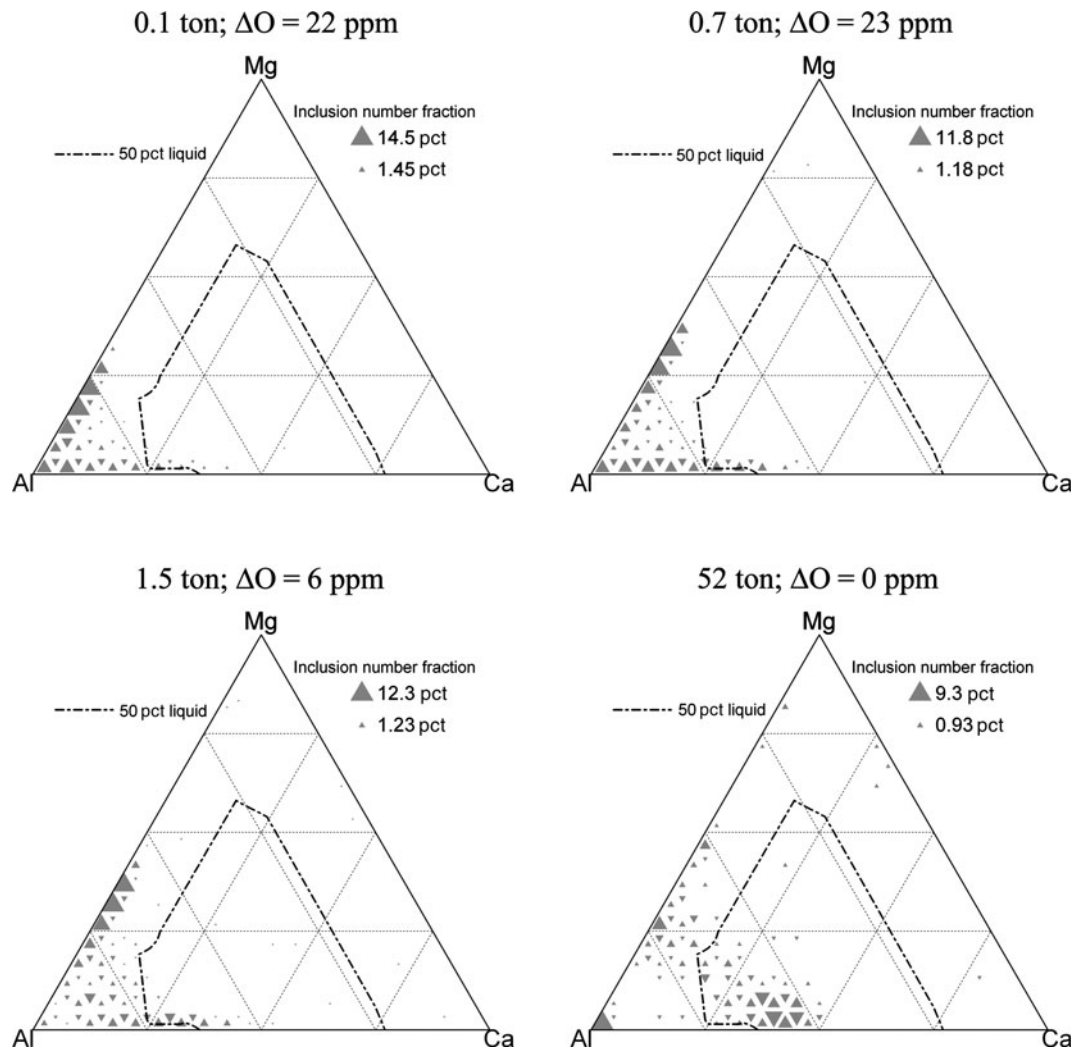 0.1 ton; ΔO = 22 ppm
Mg
Inclusion number fraction
14.5 pct
50 pct liquid
1.45 pct
Al
Ca
0.7 ton; ΔO = 23 ppm
Mg
Inclusion number fraction
11.8 pct
50 pct liquid
1.18 pct
Al
Ca
1.5 ton; ΔO = 6 ppm
Mg
Inclusion number fraction
12.3 pct
50 pct liquid
1.23 pct
Al
Ca
52 ton; ΔO = 0 ppm
Mg
Inclusion number fraction
9.3 pct
50 pct liquid
0.93 pct
Al
Ca